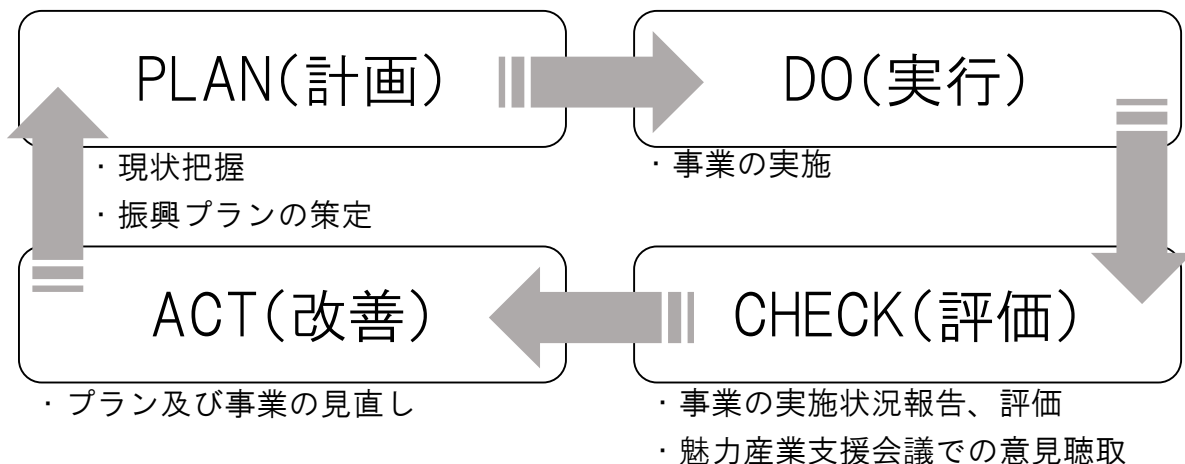 PLAN(計画)
・現状把握
・振興プランの策定
DO(実行)
・事業の実施
CHECK(評価)
・事業の実施状況報告、評価
・魅力産業支援会議での意見聴取
ACT(改善)
・プラン及び事業の見直し